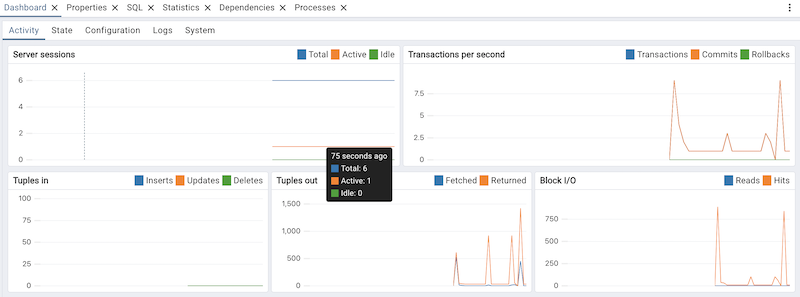 Dashboard Properties SQL Statistics Dependencies Processes
Activity State Configuration Logs System
Server sessions Total Active Idle
6
4
2
0
Transactions per second Transactions Commits Rollbacks
7.5
5
2.5
0
75 seconds ago
Total: 6
Active: 1
Idle: 0
Tuples in Inserts Updates Deletes
100
75
50
25
0
Tuples out Fetched Returned
1,500
1,000
500
0
Block I/O Reads Hits
750
500
250
0